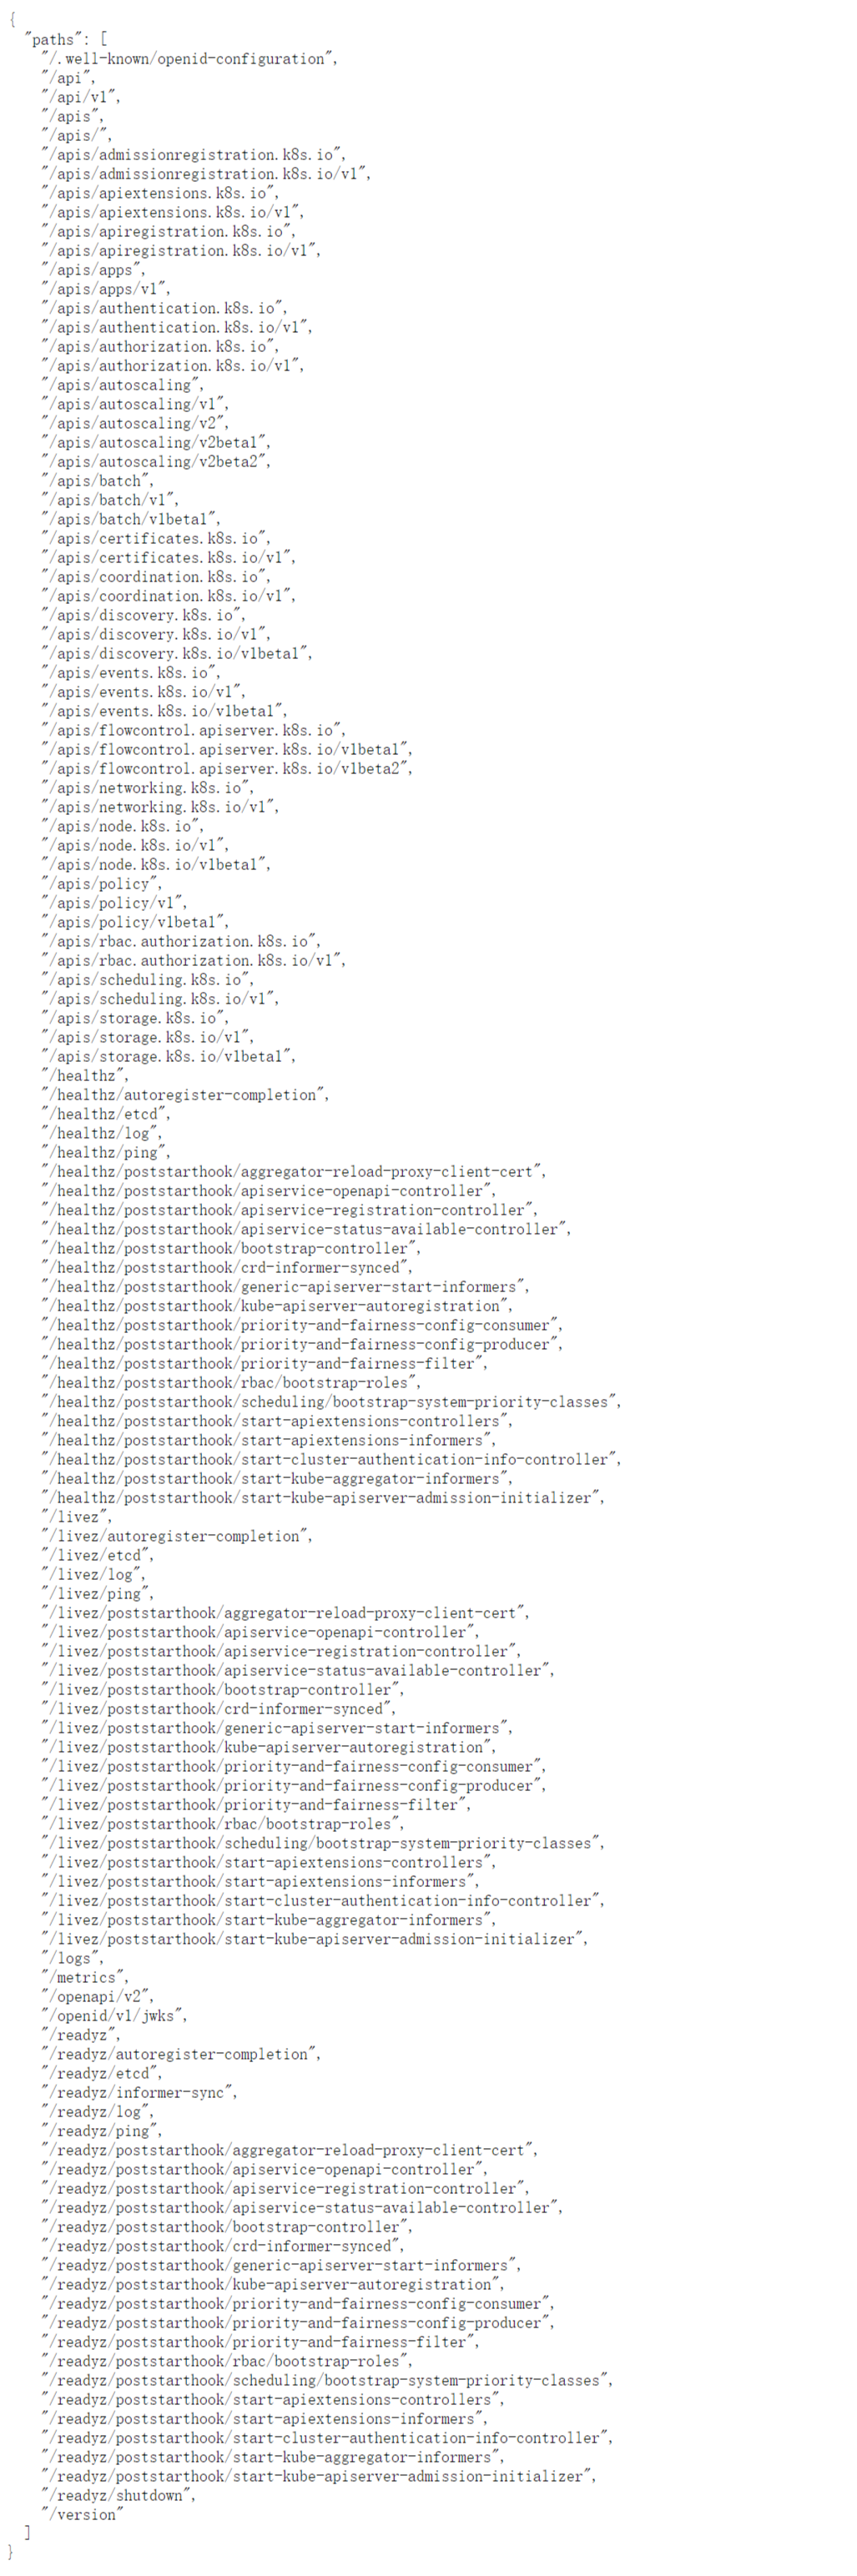 {
  "paths": [
    "/.well-known/openid-configuration",
    "/api",
    "/api/v1",
    "/apis",
    "/apis/",
    "/apis/admissionregistration.k8s.io",
    "/apis/admissionregistration.k8s.io/v1",
    "/apis/apiextensions.k8s.io",
    "/apis/apiextensions.k8s.io/v1",
    "/apis/apiregistration.k8s.io",
    "/apis/apiregistration.k8s.io/v1",
    "/apis/apps",
    "/apis/apps/v1",
    "/apis/authentication.k8s.io",
    "/apis/authentication.k8s.io/v1",
    "/apis/authorization.k8s.io",
    "/apis/authorization.k8s.io/v1",
    "/apis/autoscaling",
    "/apis/autoscaling/v1",
    "/apis/autoscaling/v2",
    "/apis/autoscaling/v2beta1",
    "/apis/autoscaling/v2beta2",
    "/apis/batch",
    "/apis/batch/v1",
    "/apis/batch/v1beta1",
    "/apis/certificates.k8s.io",
    "/apis/certificates.k8s.io/v1",
    "/apis/coordination.k8s.io",
    "/apis/coordination.k8s.io/v1",
    "/apis/discovery.k8s.io",
    "/apis/discovery.k8s.io/v1",
    "/apis/discovery.k8s.io/v1beta1",
    "/apis/events.k8s.io",
    "/apis/events.k8s.io/v1",
    "/apis/events.k8s.io/v1beta1",
    "/apis/flowcontrol.apiserver.k8s.io",
    "/apis/flowcontrol.apiserver.k8s.io/v1beta1",
    "/apis/flowcontrol.apiserver.k8s.io/v1beta2",
    "/apis/networking.k8s.io",
    "/apis/networking.k8s.io/v1",
    "/apis/node.k8s.io",
    "/apis/node.k8s.io/v1",
    "/apis/node.k8s.io/v1beta1",
    "/apis/policy",
    "/apis/policy/v1",
    "/apis/policy/v1beta1",
    "/apis/rbac.authorization.k8s.io",
    "/apis/rbac.authorization.k8s.io/v1",
    "/apis/scheduling.k8s.io",
    "/apis/scheduling.k8s.io/v1",
    "/apis/storage.k8s.io",
    "/apis/storage.k8s.io/v1",
    "/apis/storage.k8s.io/v1beta1",
    "/healthz",
    "/healthz/autoregister-completion",
    "/healthz/etcd",
    "/healthz/log",
    "/healthz/ping",
    "/healthz/poststarthook/aggregator-reload-proxy-client-cert",
    "/healthz/poststarthook/apiservice-openapi-controller",
    "/healthz/poststarthook/apiservice-registration-controller",
    "/healthz/poststarthook/apiservice-status-available-controller",
    "/healthz/poststarthook/bootstrap-controller",
    "/healthz/poststarthook/crd-informer-synced",
    "/healthz/poststarthook/generic-apiserver-start-informers",
    "/healthz/poststarthook/kube-apiserver-autoregistration",
    "/healthz/poststarthook/priority-and-fairness-config-consumer",
    "/healthz/poststarthook/priority-and-fairness-config-producer",
    "/healthz/poststarthook/priority-and-fairness-filter",
    "/healthz/poststarthook/rbac/bootstrap-roles",
    "/healthz/poststarthook/scheduling/bootstrap-system-priority-classes",
    "/healthz/poststarthook/start-apiextensions-controllers",
    "/healthz/poststarthook/start-apiextensions-informers",
    "/healthz/poststarthook/start-cluster-authentication-info-controller",
    "/healthz/poststarthook/start-kube-aggregator-informers",
    "/healthz/poststarthook/start-kube-apiserver-admission-initializer",
    "/livez",
    "/livez/autoregister-completion",
    "/livez/etcd",
    "/livez/log",
    "/livez/ping",
    "/livez/poststarthook/aggregator-reload-proxy-client-cert",
    "/livez/poststarthook/apiservice-openapi-controller",
    "/livez/poststarthook/apiservice-registration-controller",
    "/livez/poststarthook/apiservice-status-available-controller",
    "/livez/poststarthook/bootstrap-controller",
    "/livez/poststarthook/crd-informer-synced",
    "/livez/poststarthook/generic-apiserver-start-informers",
    "/livez/poststarthook/kube-apiserver-autoregistration",
    "/livez/poststarthook/priority-and-fairness-config-consumer",
    "/livez/poststarthook/priority-and-fairness-config-producer",
    "/livez/poststarthook/priority-and-fairness-filter",
    "/livez/poststarthook/rbac/bootstrap-roles",
    "/livez/poststarthook/scheduling/bootstrap-system-priority-classes",
    "/livez/poststarthook/start-apiextensions-controllers",
    "/livez/poststarthook/start-apiextensions-informers",
    "/livez/poststarthook/start-cluster-authentication-info-controller",
    "/livez/poststarthook/start-kube-aggregator-informers",
    "/livez/poststarthook/start-kube-apiserver-admission-initializer",
    "/logs",
    "/metrics",
    "/openapi/v2",
    "/openid/v1/jwks",
    "/readyz",
    "/readyz/autoregister-completion",
    "/readyz/etcd",
    "/readyz/informer-sync",
    "/readyz/log",
    "/readyz/ping",
    "/readyz/poststarthook/aggregator-reload-proxy-client-cert",
    "/readyz/poststarthook/apiservice-openapi-controller",
    "/readyz/poststarthook/apiservice-registration-controller",
    "/readyz/poststarthook/apiservice-status-available-controller",
    "/readyz/poststarthook/bootstrap-controller",
    "/readyz/poststarthook/crd-informer-synced",
    "/readyz/poststarthook/generic-apiserver-start-informers",
    "/readyz/poststarthook/kube-apiserver-autoregistration",
    "/readyz/poststarthook/priority-and-fairness-config-consumer",
    "/readyz/poststarthook/priority-and-fairness-config-producer",
    "/readyz/poststarthook/priority-and-fairness-filter",
    "/readyz/poststarthook/rbac/bootstrap-roles",
    "/readyz/poststarthook/scheduling/bootstrap-system-priority-classes",
    "/readyz/poststarthook/start-apiextensions-controllers",
    "/readyz/poststarthook/start-apiextensions-informers",
    "/readyz/poststarthook/start-cluster-authentication-info-controller",
    "/readyz/poststarthook/start-kube-aggregator-informers",
    "/readyz/poststarthook/start-kube-apiserver-admission-initializer",
    "/readyz/shutdown",
    "/version"
  ]
}